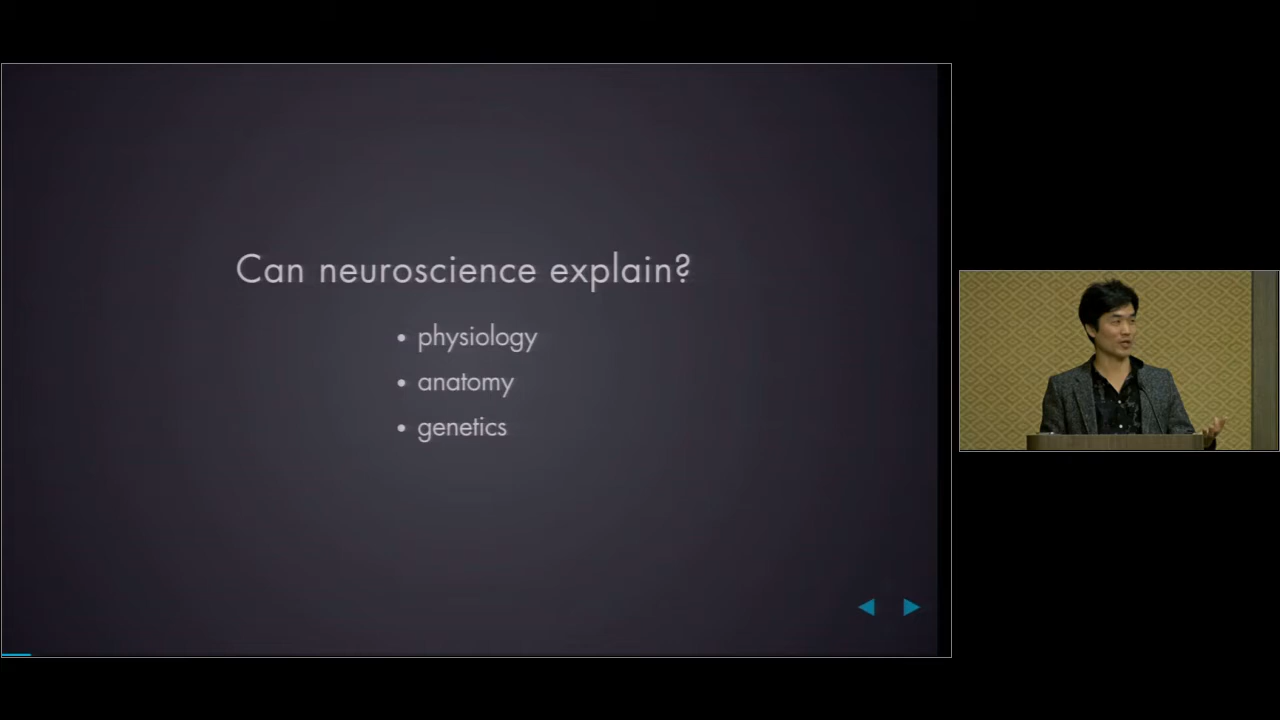 Can neuroscience explain?
• physiology
• anatomy
• genetics